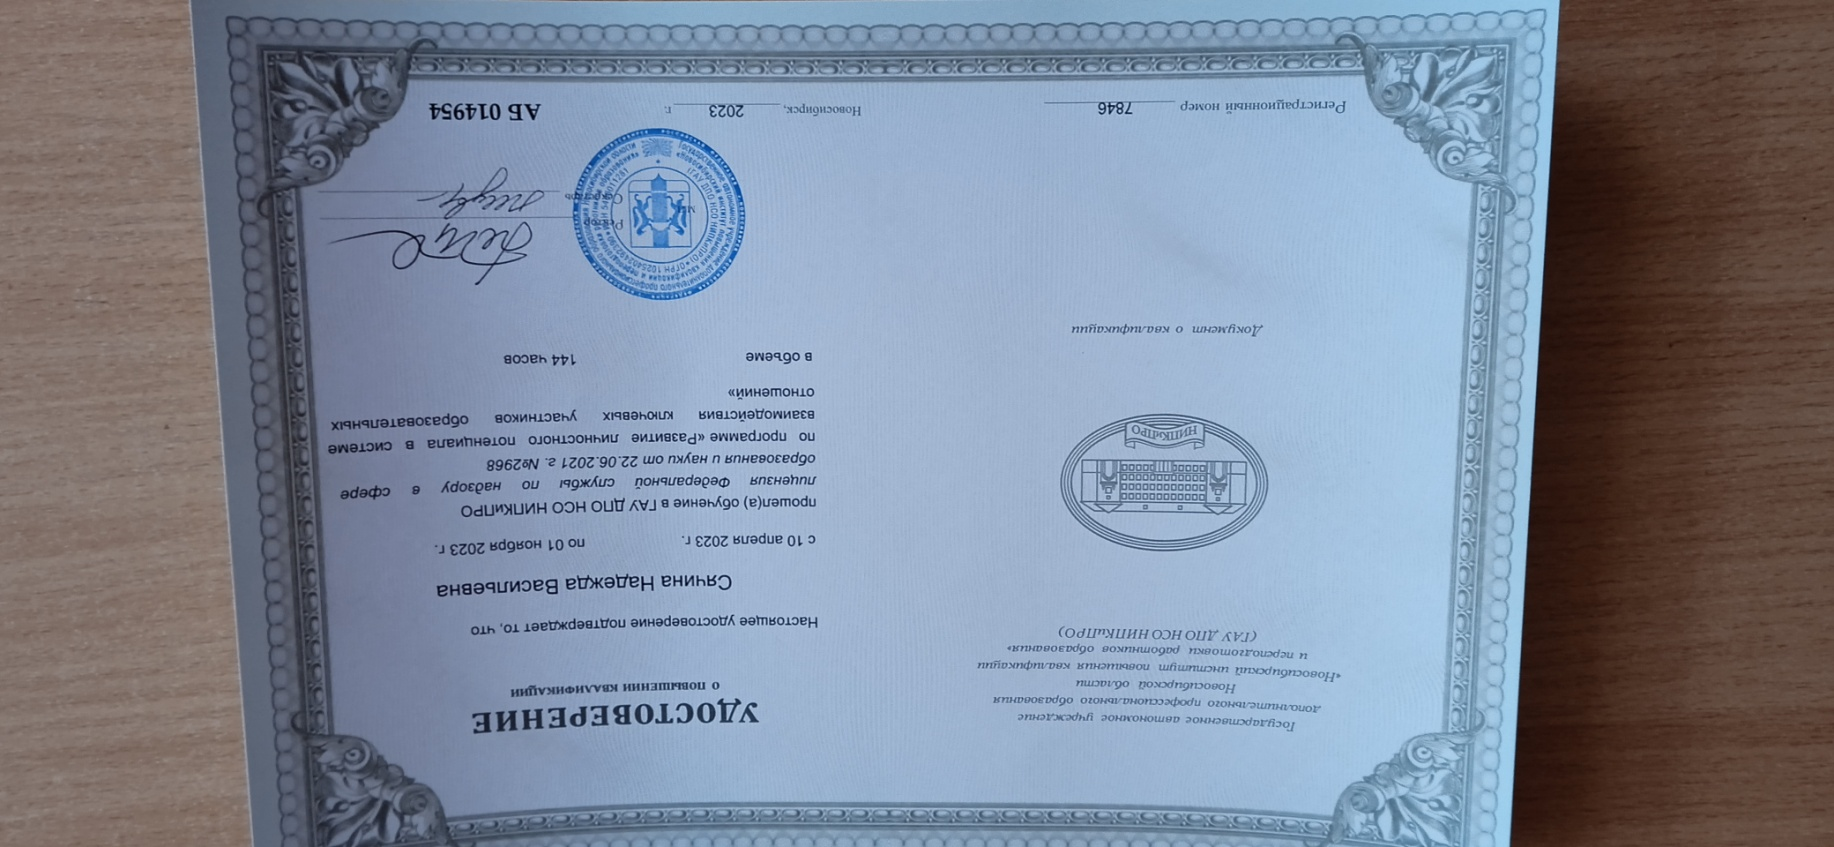 Государственное автономное учреждение
дополнительного профессионального образования
Новосибирской области
«Новосибирский институт повышения квалификации
и переподготовки работников образования»
(ГАУ ДПО НСО НИПКиПРО)
НИПКиПРО
Документ о квалификации
Регистрационный номер 7846
УДОСТОВЕРЕНИЕ
О ПОВЫШЕНИИ КВАЛИФИКАЦИИ
Настоящее удостоверение подтверждает то, что
Сячина Надежда Васильевна
с 10 апреля 2023 г. по 01 ноября 2023 г.
прошел(а) обучение в ГАУ ДПО НСО НИПКиПРО
лицензия Федеральной службы по надзору в сфере
образования и науки от 22.06.2021 г. №2968
по программе «Развитие личностного потенциала в системе
взаимодействия ключевых участников образовательных
отношений»
в объеме 144 часов
Ректор
Секретарь
Новосибирск, 2023 г.
АБ 014954